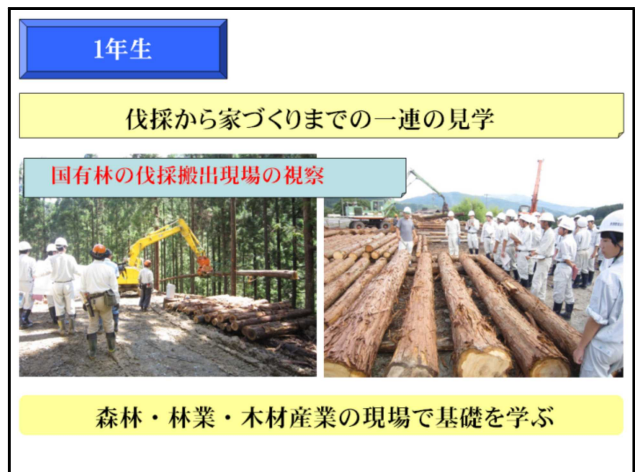 1年生
伐採から家づくりまでの一連の見学
国有林の伐採搬出現場の視察
森林・林業・木材産業の現場で基礎を学ぶ